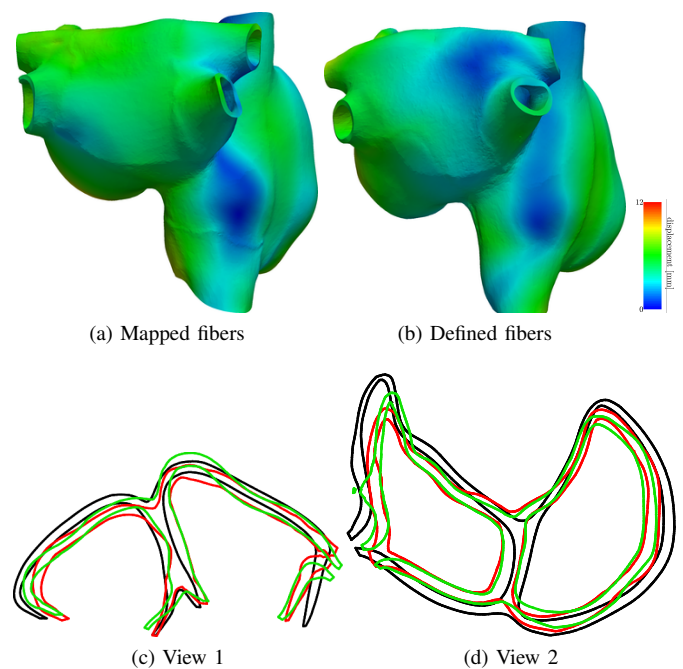 12
displacement [mm]
0
(a) Mapped fibers
(b) Defined fibers
(c) View 1
(d) View 2